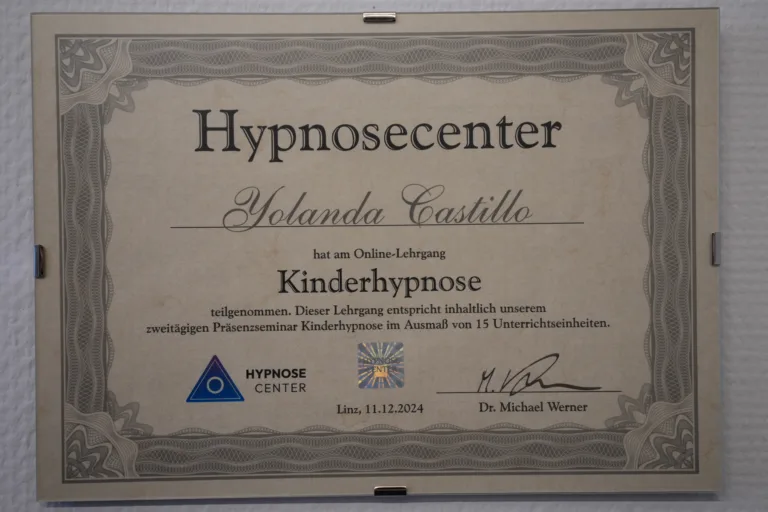 Hypnosecenter
Yolanda Castillo
hat am Online-Lehrgang
Kinderhypnose
teilgenommen. Dieser Lehrgang entspricht inhaltlich unserem
zweitägigen Präsenzseminar Kinderhypnose im Ausmaß von 15 Unterrichtseinheiten.
HYPNOSE
CENTER
Linz, 11.12.2024
Dr. Michael Werner